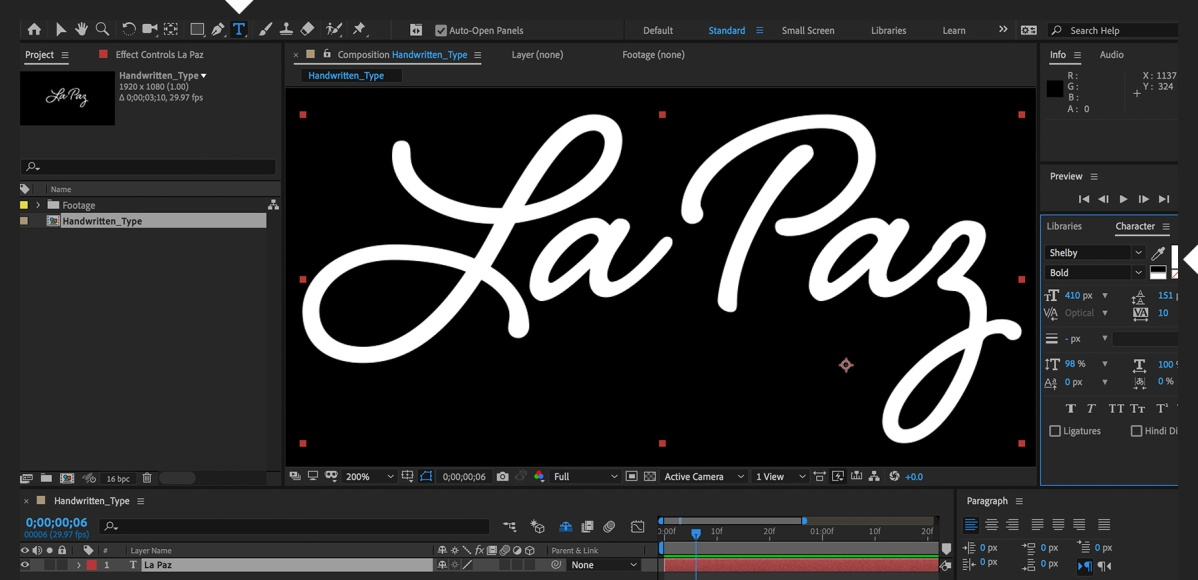 T
Auto-Open Panels
Default
Standard
Small Screen
Libraries
Learn
Search Help
Project
Effect Controls La Paz
Handwritten_Type
1920 x 1080 (1.00)
Δ 0;00;03;10, 29.97 fps
La Paz
Name
Footage
Handwritten_Type
16 bpc
Composition Handwritten_Type
Layer (none)
Footage (none)
Handwritten_Type
La Paz
200%
0;00;00;06
Full
Active Camera
1 View
+0.0
Info
Audio
R :
G :
B :
A : 0
X : 1137
Y : 324
Preview
Libraries
Character
Shelby
Bold
410 px
151
Optical
10
- px
98 %
100
0 px
0 %
Ligatures
Hindi Di
Handwritten_Type
0;00;00;06
00006 (29.97 fps)
# Layer Name
fx
Parent & Link
1 T La Paz
None
:00f
10f
20f
01:00f
10f
20f
Paragraph
0 px
0 px
0 px
0 px
0 px